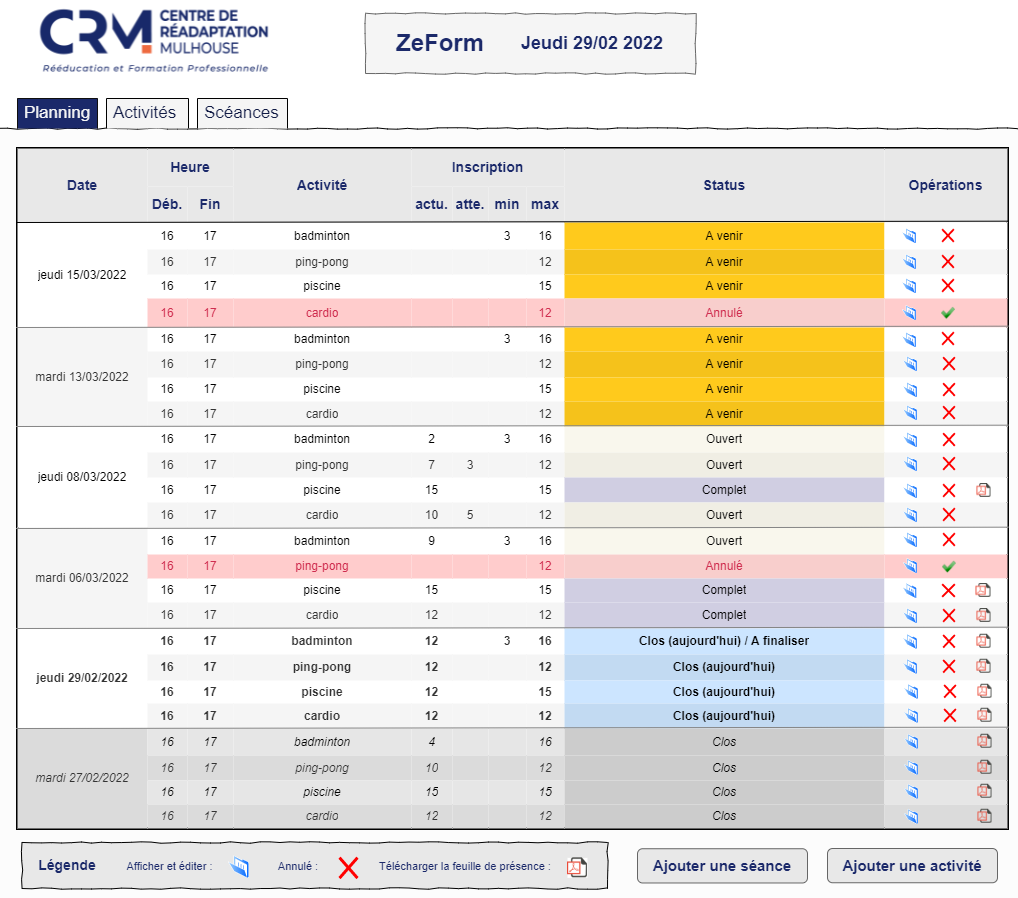 CRM CENTRE DE
RÉADAPTATION
MULHOUSE
Rééducation et Formation Professionnelle
ZeForm Jeudi 29/02 2022
Planning Activités Scéances
Date Heure Activité Inscription Status Opérations
Déb. Fin actu. atte. min max
jeudi 15/03/2022
16 17 badminton 3 16 A venir
16 17 ping-pong 12 A venir
16 17 piscine 15 A venir
16 17 cardio 12 Annulé
mardi 13/03/2022
16 17 badminton 3 16 A venir
16 17 ping-pong 12 A venir
16 17 piscine 15 A venir
16 17 cardio 12 A venir
jeudi 08/03/2022
16 17 badminton 2 3 16 Ouvert
16 17 ping-pong 7 3 12 Ouvert
16 17 piscine 15 15 Complet
16 17 cardio 10 5 12 Ouvert
mardi 06/03/2022
16 17 badminton 9 3 16 Ouvert
16 17 ping-pong 12 Annulé
16 17 piscine 15 15 Complet
16 17 cardio 12 12 Complet
jeudi 29/02/2022
16 17 badminton 12 3 16 Clos (aujourd'hui) / A finaliser
16 17 ping-pong 12 12 Clos (aujourd'hui)
16 17 piscine 12 15 Clos (aujourd'hui)
16 17 cardio 12 12 Clos (aujourd'hui)
mardi 27/02/2022
16 17 badminton 4 16 Clos
16 17 ping-pong 10 12 Clos
16 17 piscine 15 15 Clos
16 17 cardio 12 12 Clos
Légende Afficher et éditer : Annulé : Télécharger la feuille de présence :
Ajouter une séance Ajouter une activité